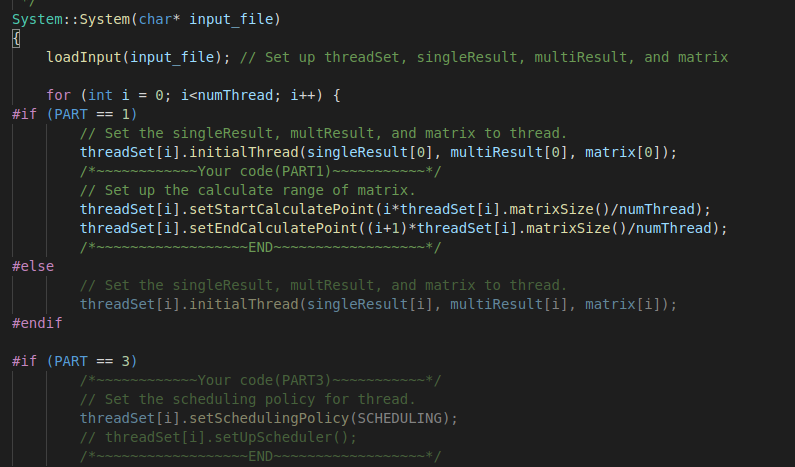 */
System::System(char* input_file)
{
    loadInput(input_file); // Set up threadSet, singleResult, multiResult, and matrix
    for (int i = 0; i<numThread; i++) {
#if (PART == 1)
        // Set the singleResult, multResult, and matrix to thread.
        threadSet[i].initialThread(singleResult[0], multiResult[0], matrix[0]);
        /*~~~~~~~~~~~~Your code(PART1)~~~~~~~~~~~*/
        // Set up the calculate range of matrix.
        threadSet[i].setStartCalculatePoint(i*threadSet[i].matrixSize()/numThread);
        threadSet[i].setEndCalculatePoint((i+1)*threadSet[i].matrixSize()/numThread);
        /*~~~~~~~~~~~~~~~~~~END~~~~~~~~~~~~~~~~~~*/
#else
        // Set the singleResult, multResult, and matrix to thread.
        threadSet[i].initialThread(singleResult[i], multiResult[i], matrix[i]);
#endif
#if (PART == 3)
        /*~~~~~~~~~~~~Your code(PART3)~~~~~~~~~~~*/
        // Set the scheduling policy for thread.
        threadSet[i].setSchedulingPolicy(SCHEDULING);
        // threadSet[i].setUpScheduler();
        /*~~~~~~~~~~~~~~~~~~END~~~~~~~~~~~~~~~~~~*/